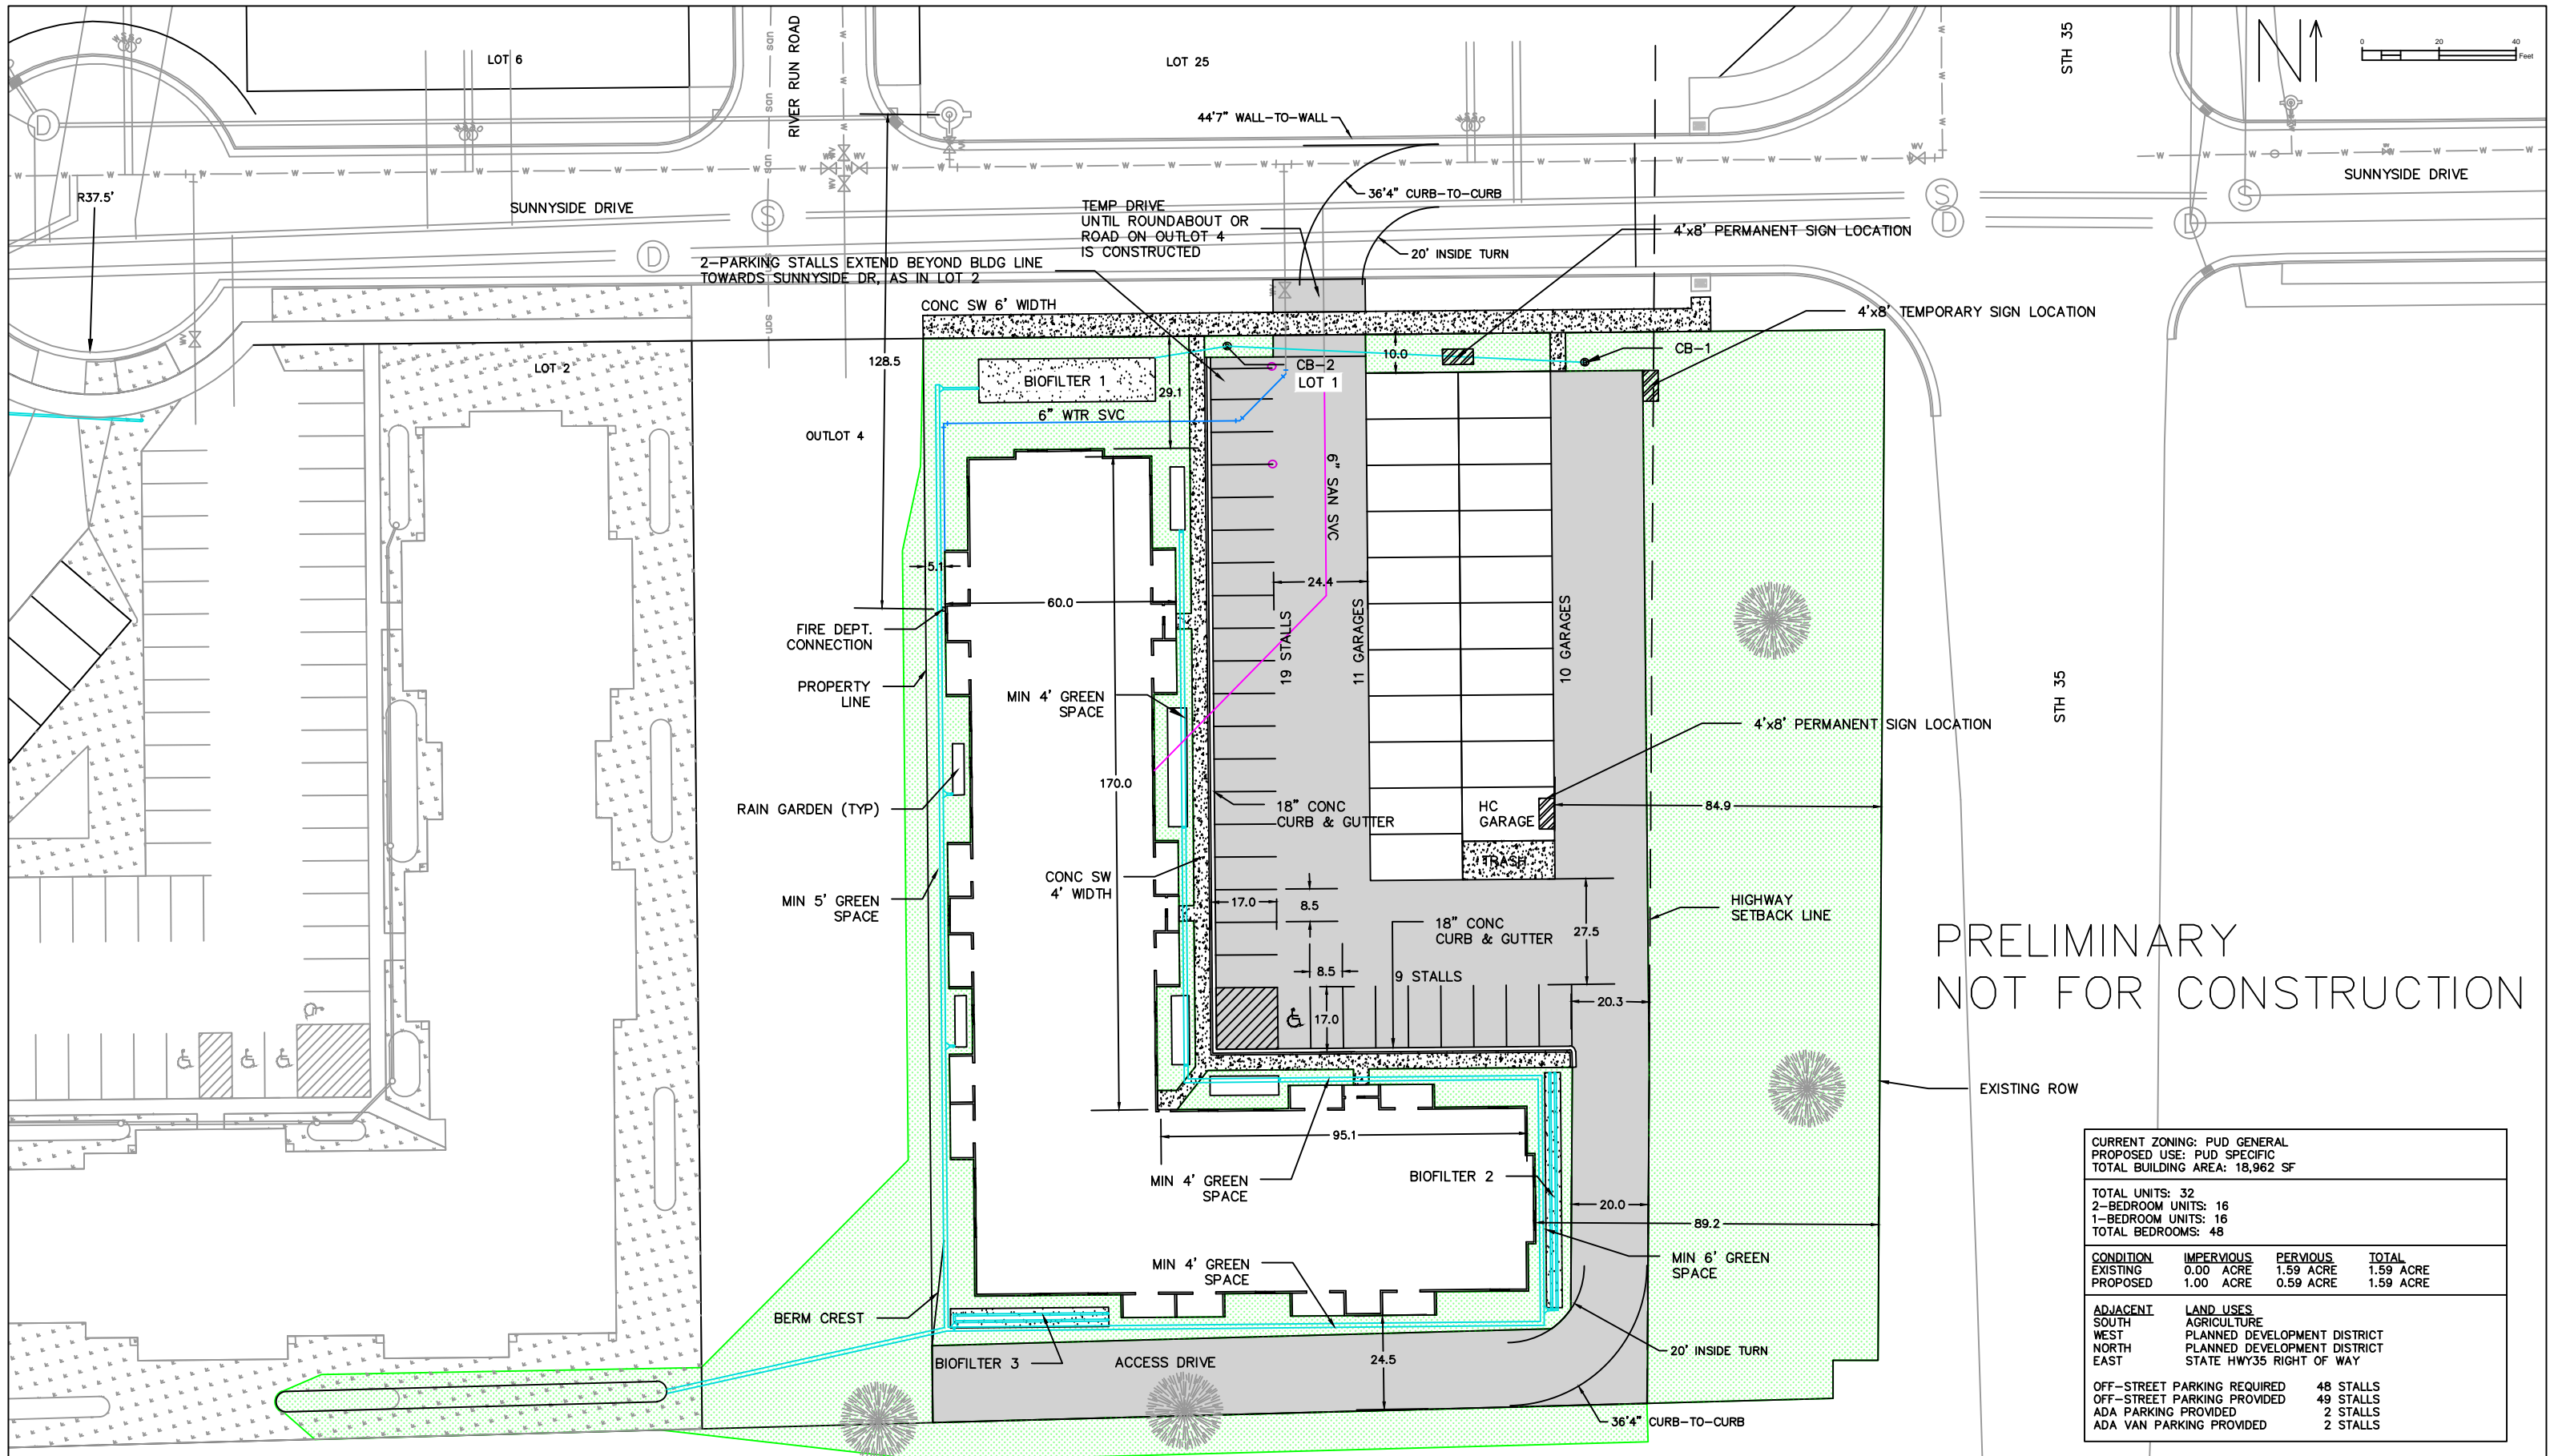 LOT 6
RIVER RUN ROAD
LOT 25
STH 35
N
0 20 40
Feet
44'7" WALL-TO-WALL
R37.5'
SUNNYSIDE DRIVE
36'4" CURB-TO-CURB
SUNNYSIDE DRIVE
TEMP DRIVE
UNTIL ROUNDABOUT OR
ROAD ON OUTLOT 4
IS CONSTRUCTED
4'x8' PERMANENT SIGN LOCATION
20' INSIDE TURN
2-PARKING STALLS EXTEND BEYOND BLDG LINE
TOWARDS SUNNYSIDE DR, AS IN LOT 2
CONC SW 6' WIDTH
4'x8' TEMPORARY SIGN LOCATION
CB-1
10.0
128.5
LOT 2
CB-2
LOT 1
BIOFILTER 1
29.1
6" WTR SVC
OUTLOT 4
6" SAN SVC
5.1
24.4
60.0
FIRE DEPT.
CONNECTION
19 STALLS
11 GARAGES
10 GARAGES
PROPERTY
LINE
MIN 4' GREEN
SPACE
STH 35
4'x8' PERMANENT SIGN LOCATION
170.0
RAIN GARDEN (TYP)
18" CONC
CURB & GUTTER
HC
GARAGE
84.9
TRASH
CONC SW
4' WIDTH
MIN 5' GREEN
SPACE
17.0
8.5
HIGHWAY
SETBACK LINE
18" CONC
CURB & GUTTER
27.5
PRELIMINARY
NOT FOR CONSTRUCTION
8.5
9 STALLS
20.3
17.0
EXISTING ROW
95.1
MIN 4' GREEN
SPACE
BIOFILTER 2
20.0
89.2
MIN 4' GREEN
SPACE
MIN 6' GREEN
SPACE
BERM CREST
BIOFILTER 3
ACCESS DRIVE
24.5
20' INSIDE TURN
36'4" CURB-TO-CURB
CURRENT ZONING: PUD GENERAL
PROPOSED USE: PUD SPECIFIC
TOTAL BUILDING AREA: 18,962 SF
TOTAL UNITS: 32
2-BEDROOM UNITS: 16
1-BEDROOM UNITS: 16
TOTAL BEDROOMS: 48
CONDITION IMPERVIOUS PERVIOUS TOTAL
EXISTING 0.00 ACRE 1.59 ACRE 1.59 ACRE
PROPOSED 1.00 ACRE 0.59 ACRE 1.59 ACRE
ADJACENT LAND USES
SOUTH AGRICULTURE
WEST PLANNED DEVELOPMENT DISTRICT
NORTH PLANNED DEVELOPMENT DISTRICT
EAST STATE HWY35 RIGHT OF WAY
OFF-STREET PARKING REQUIRED 48 STALLS
OFF-STREET PARKING PROVIDED 49 STALLS
ADA PARKING PROVIDED 2 STALLS
ADA VAN PARKING PROVIDED 2 STALLS